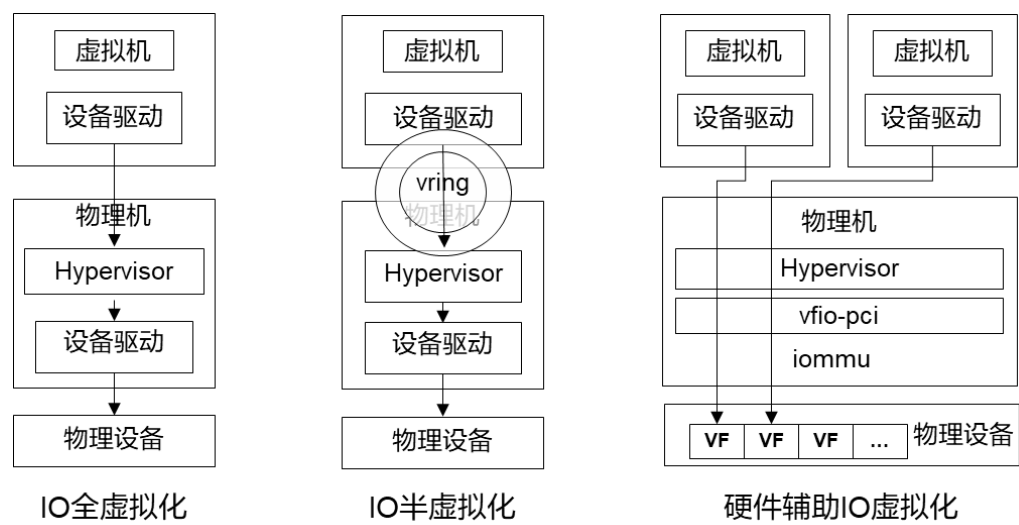 虚拟机
设备驱动
物理机
Hypervisor
设备驱动
物理设备
IO全虚拟化
虚拟机
设备驱动
vring
物理机
Hypervisor
设备驱动
物理设备
IO半虚拟化
虚拟机
设备驱动
虚拟机
设备驱动
物理机
Hypervisor
vfio-pci
iommu
VF VF VF ... 物理设备
硬件辅助IO虚拟化